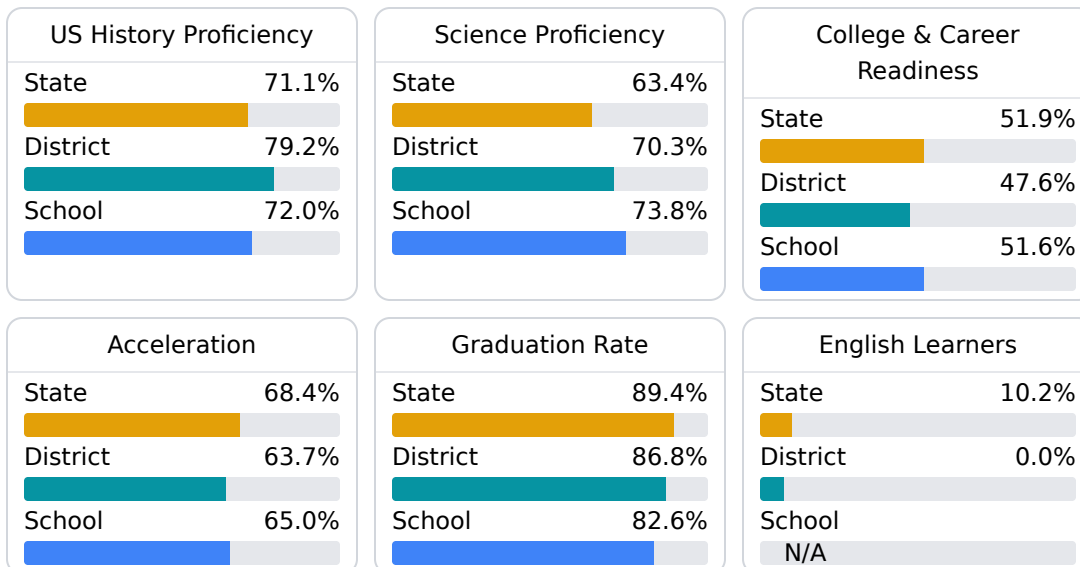 US History Proficiency
State 71.1%
District 79.2%
School 72.0%
Science Proficiency
State 63.4%
District 70.3%
School 73.8%
College & Career
Readiness
State 51.9%
District 47.6%
School 51.6%
Acceleration
State 68.4%
District 63.7%
School 65.0%
Graduation Rate
State 89.4%
District 86.8%
School 82.6%
English Learners
State 10.2%
District 0.0%
School
N/A